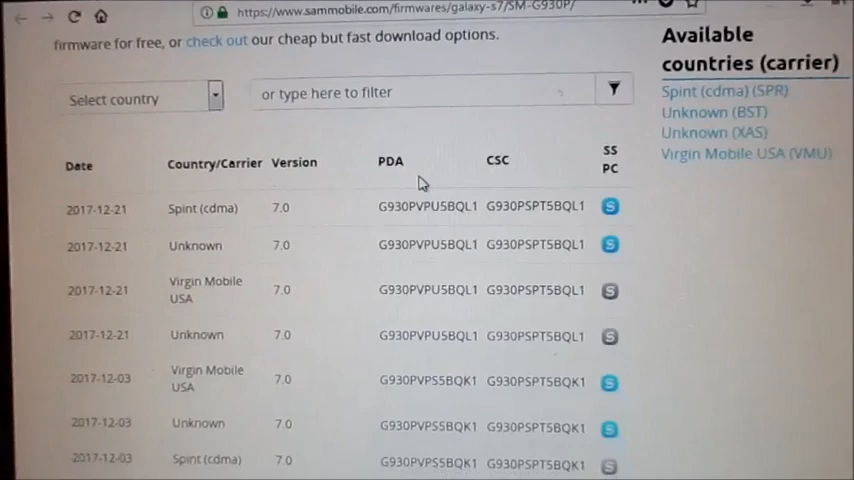 https://www.sammobile.com/firmwares/galaxy-s7/SM-G930P/
firmware for free, or check out our cheap but fast download options.
Select country
or type here to filter
Available
countries (carrier)
Spint (cdma) (SPR)
Unknown (BST)
Unknown (XAS)
Virgin Mobile USA (VMU)
Date Country/Carrier Version PDA CSC SS PC
2017-12-21 Spint (cdma) 7.0 G930PVPU5BQL1 G930PSPT5BQL1 S
2017-12-21 Unknown 7.0 G930PVPU5BQL1 G930PSPT5BQL1 S
2017-12-21 Virgin Mobile USA 7.0 G930PVPU5BQL1 G930PSPT5BQL1 S
2017-12-21 Unknown 7.0 G930PVPU5BQL1 G930PSPT5BQL1 S
2017-12-03 Virgin Mobile USA 7.0 G930PVPS5BQK1 G930PSPT5BQK1 S
2017-12-03 Unknown 7.0 G930PVPS5BQK1 G930PSPT5BQK1 S
2017-12-03 Spint (cdma) 7.0 G930PVPS5BQK1 G930PSPT5BQK1 S